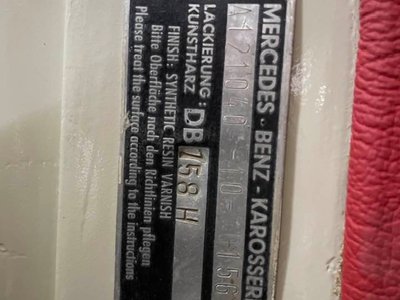 MERCEDES - BENZ - KAROSSERI
LACKIERUNG :
KUNSTHARZ DB 158 H
FINISH: SYNTHETIC RESIN VARNISH
Bitte Oberfläche nach den Richtlinien pflegen
Please treat the surface according to the instructions